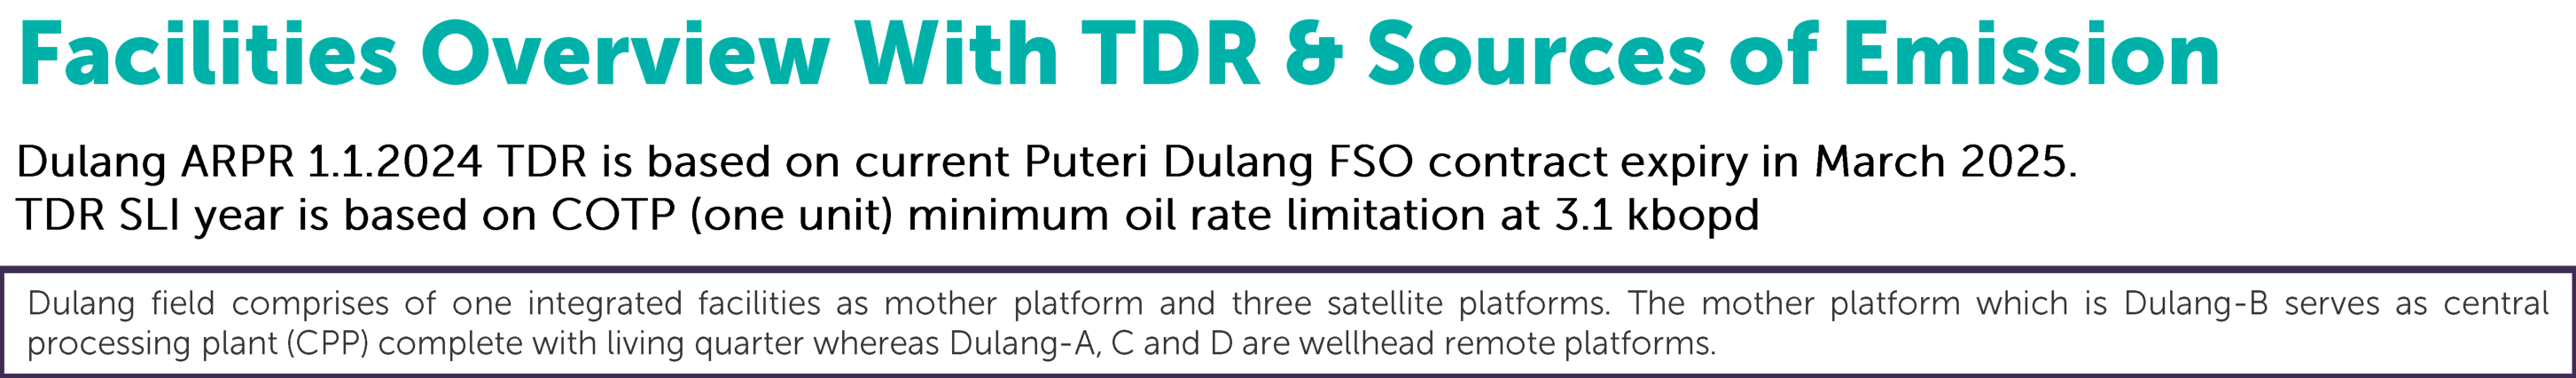 Facilities Overview With TDR & Sources of Emission
Dulang ARPR 1.1.2024 TDR is based on current Puteri Dulang FSO contract expiry in March 2025.
TDR SLI year is based on COTP (one unit) minimum oil rate limitation at 3.1 kbopd
Dulang field comprises of one integrated facilities as mother platform and three satellite platforms. The mother platform which is Dulang-B serves as central
processing plant (CPP) complete with living quarter whereas Dulang-A, C and D are wellhead remote platforms.